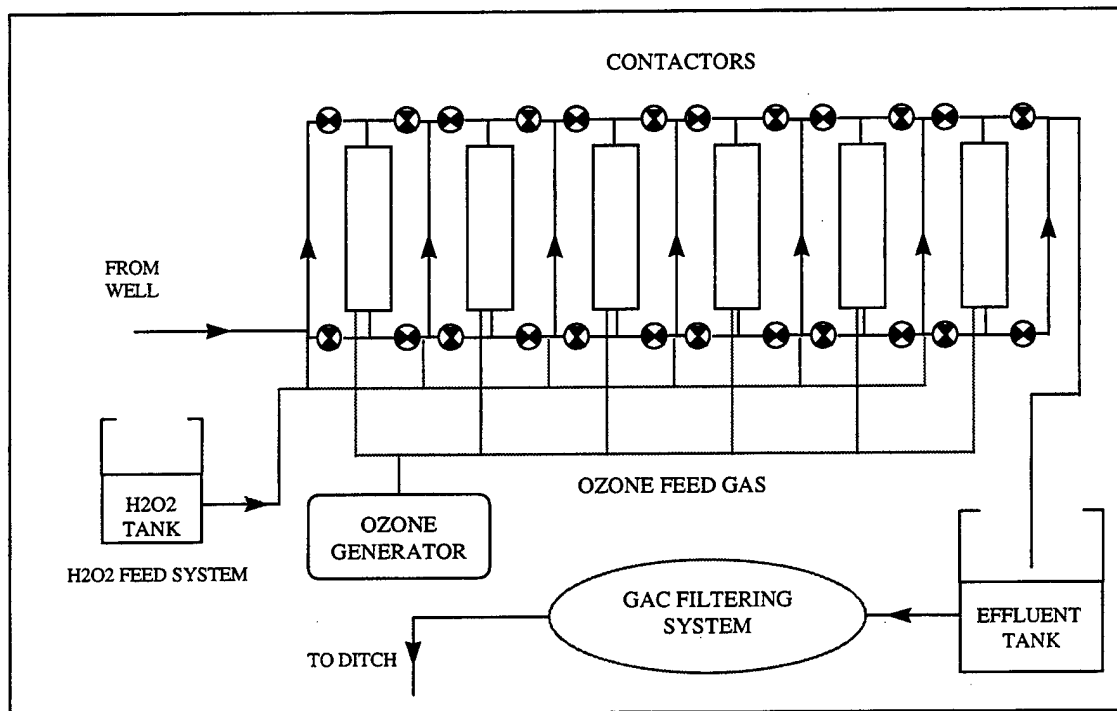 CONTACTORS
FROM
WELL
H2O2
TANK
H2O2 FEED SYSTEM
OZONE FEED GAS
OZONE
GENERATOR
GAC FILTERING
SYSTEM
EFFLUENT
TANK
TO DITCH